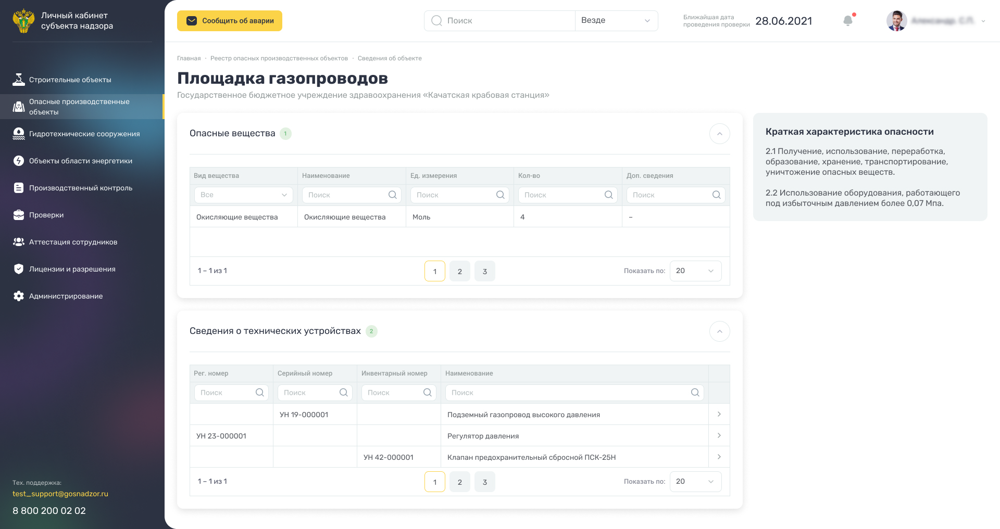 Личный кабинет
субъекта надзора
Строительные объекты
Опасные производственные
объекты
Гидротехнические сооружения
Объекты области энергетики
Производственный контроль
Проверки
Аттестация сотрудников
Лицензии и разрешения
Администрирование
Тех. поддержка:
test_support@gosnadzor.ru
8 800 200 02 02
Сообщить об аварии
Поиск
Везде
Ближайшая дата
проведения проверки
28.06.2021
Главная · Реестр опасных производственных объектов · Сведения об объекте
Площадка газопроводов
Государственное бюджетное учреждение здравоохранения «Качатская крабовая станция»
Опасные вещества 1
Вид вещества Наименование Ед. измерения Кол-во Доп. сведения
Все Поиск Поиск Поиск Поиск
Окисляющие вещества Окисляющие вещества Моль 4 –
1 – 1 из 1 1 2 3 Показать по: 20
Сведения о технических устройствах 2
Рег. номер Серийный номер Инвентарный номер Наименование
Поиск Поиск Поиск Поиск
УН 19-000001 Подземный газопровод высокого давления
УН 23-000001 Регулятор давления
УН 42-000001 Клапан предохранительный сбросной ПСК-25Н
1 – 1 из 1 1 2 3 Показать по: 20
Краткая характеристика опасности
2.1 Получение, использование, переработка,
образование, хранение, транспортирование,
уничтожение опасных веществ.
2.2 Использование оборудования, работающего
под избыточным давлением более 0,07 Мпа.